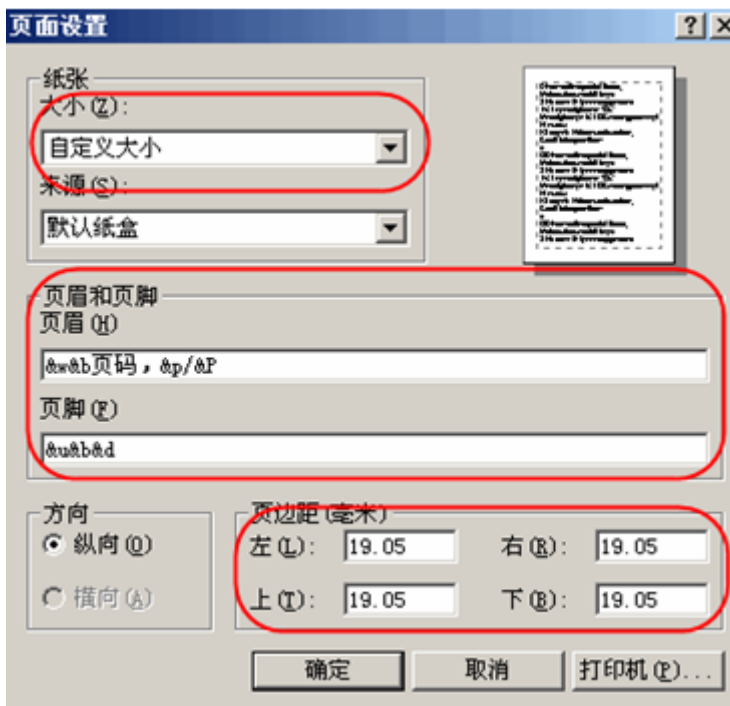 页面设置
纸张
大小(Z):
自定义大小
来源(S):
默认纸盒
页眉和页脚
页眉(H)
&w&b页码，&p/&P
页脚(F)
&u&b&d
方向
纵向(O)
横向(A)
页边距(毫米)
左(L): 19.05 右(R): 19.05
上(T): 19.05 下(B): 19.05
确定 取消 打印机(P)...